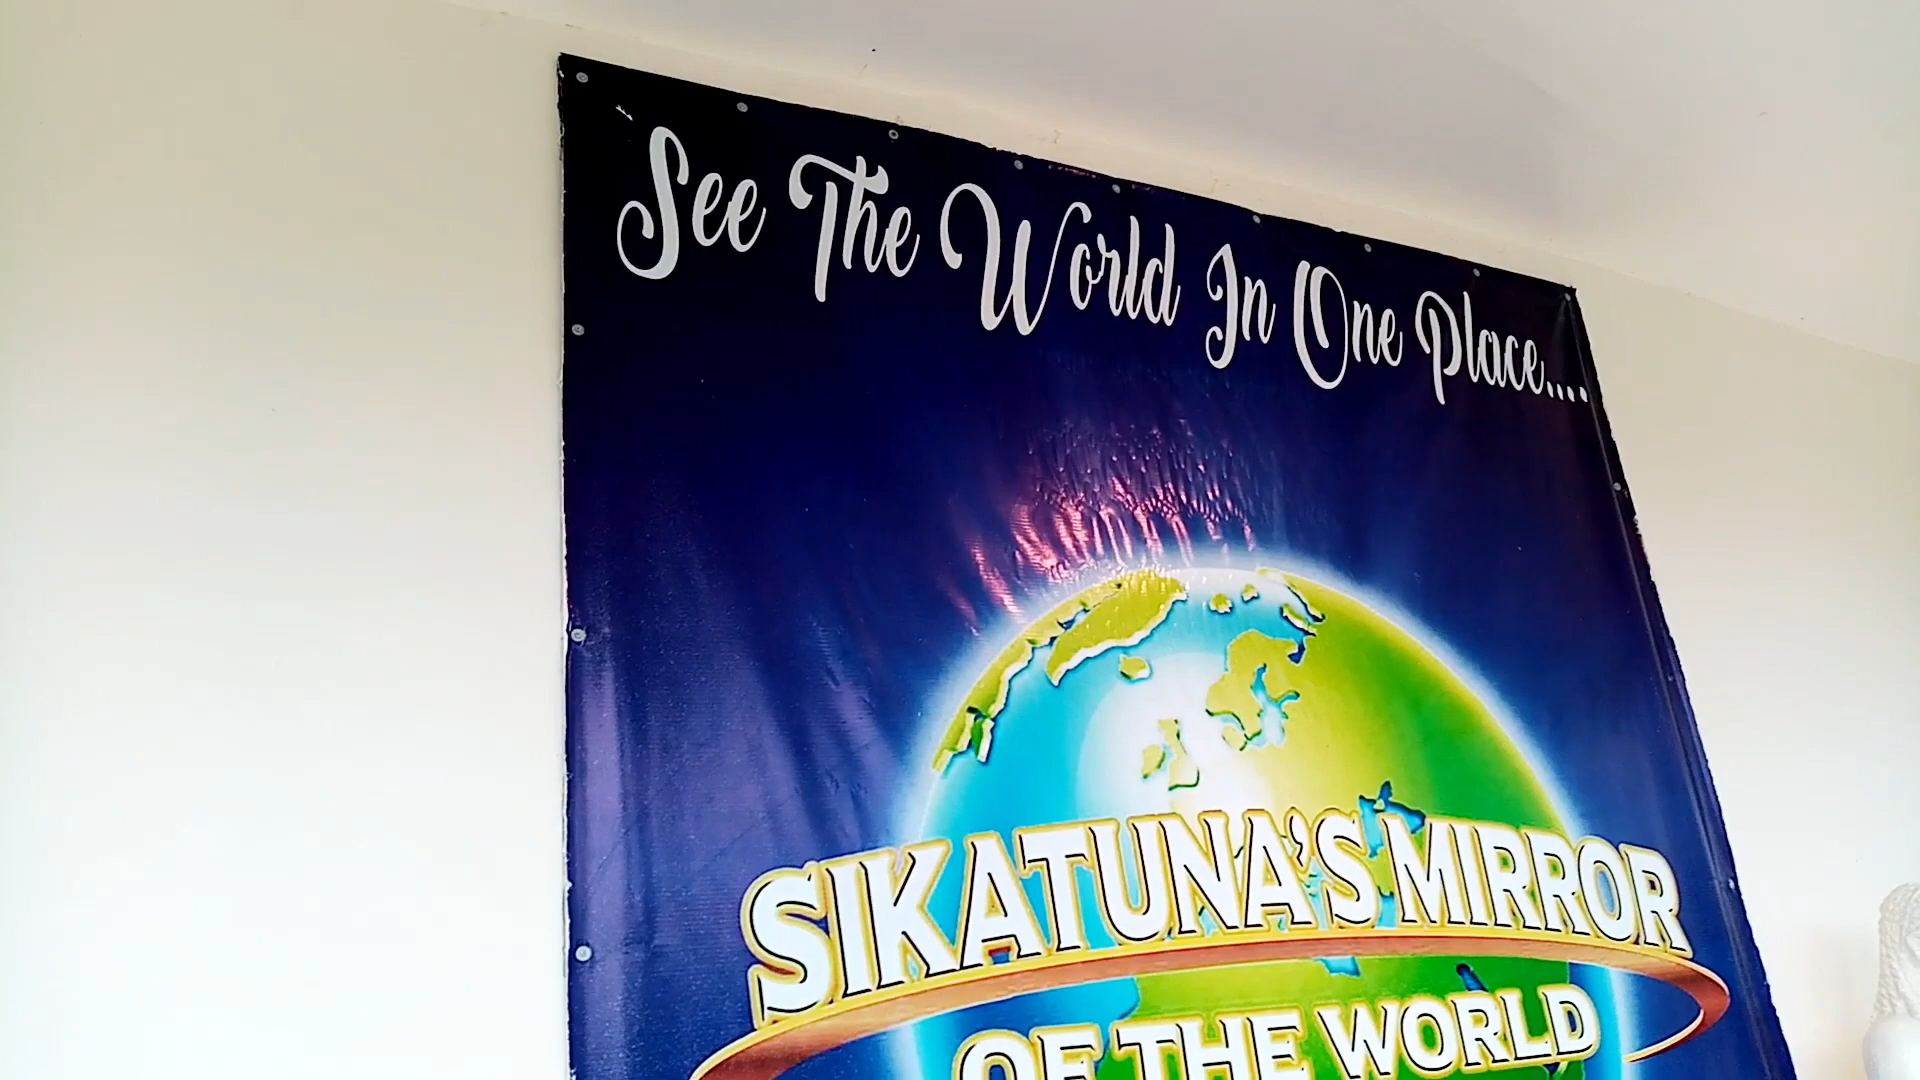 See The World In One Place....
SIKATUNA'S MIRROR
OF THE WORLD